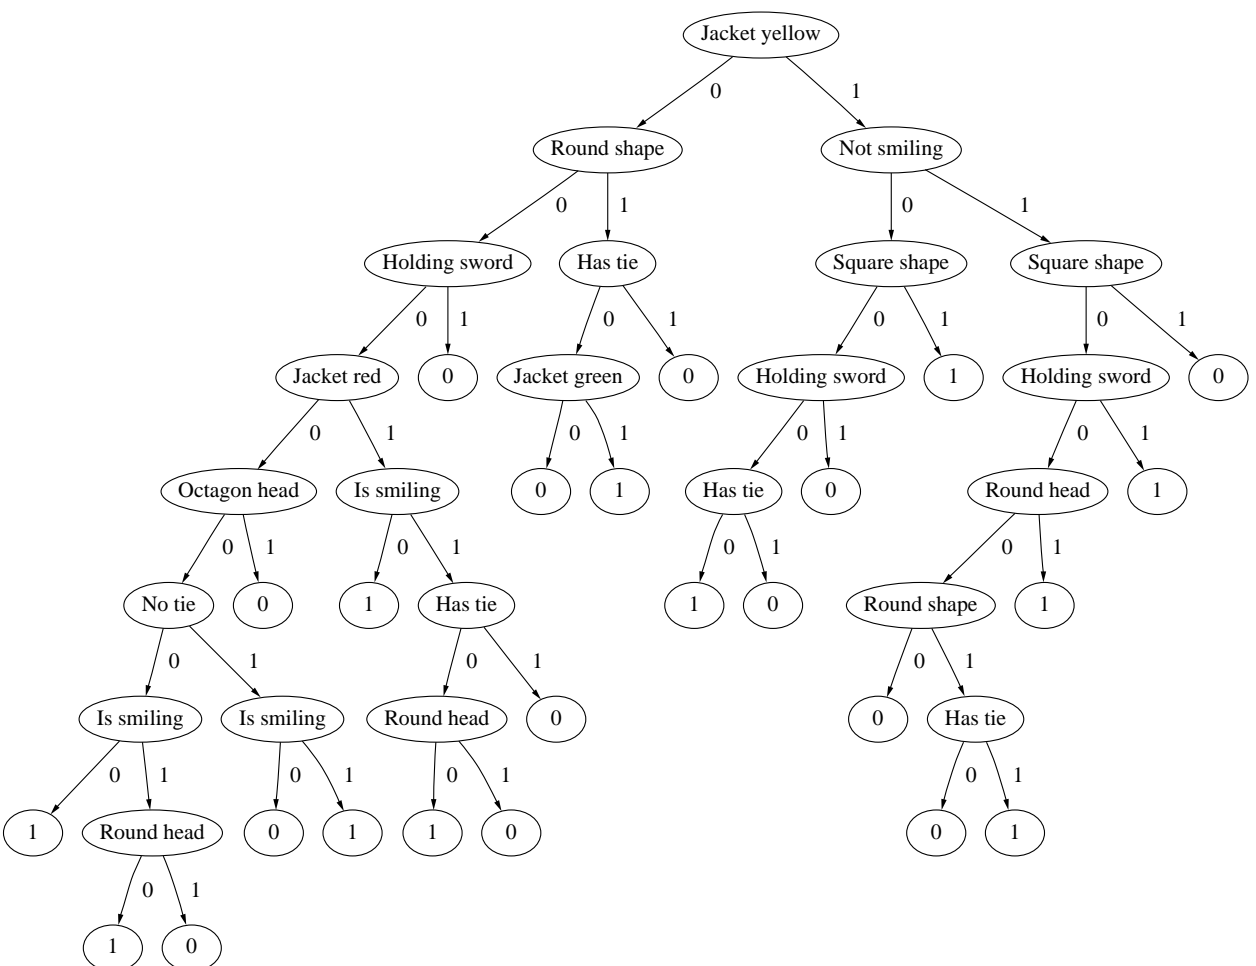 Jacket yellow
0 1
Round shape Not smiling
0 1 0 1
Holding sword Has tie Square shape Square shape
0 1 0 1 0 1 0 1
Jacket red 0 Jacket green 0 Holding sword 1 Holding sword 0
0 1 0 1 0 1 0 1
Octagon head Is smiling 0 1 Has tie 0 Round head 1
0 1 0 1 0 1 0 1
No tie 0 1 Has tie 1 0 Round shape 1
0 1 0 1 0 1
Is smiling Is smiling Round head 0 0 Has tie
0 1 0 1 0 1 0 1
1 Round head 0 1 1 0 0 1
0 1
1 0